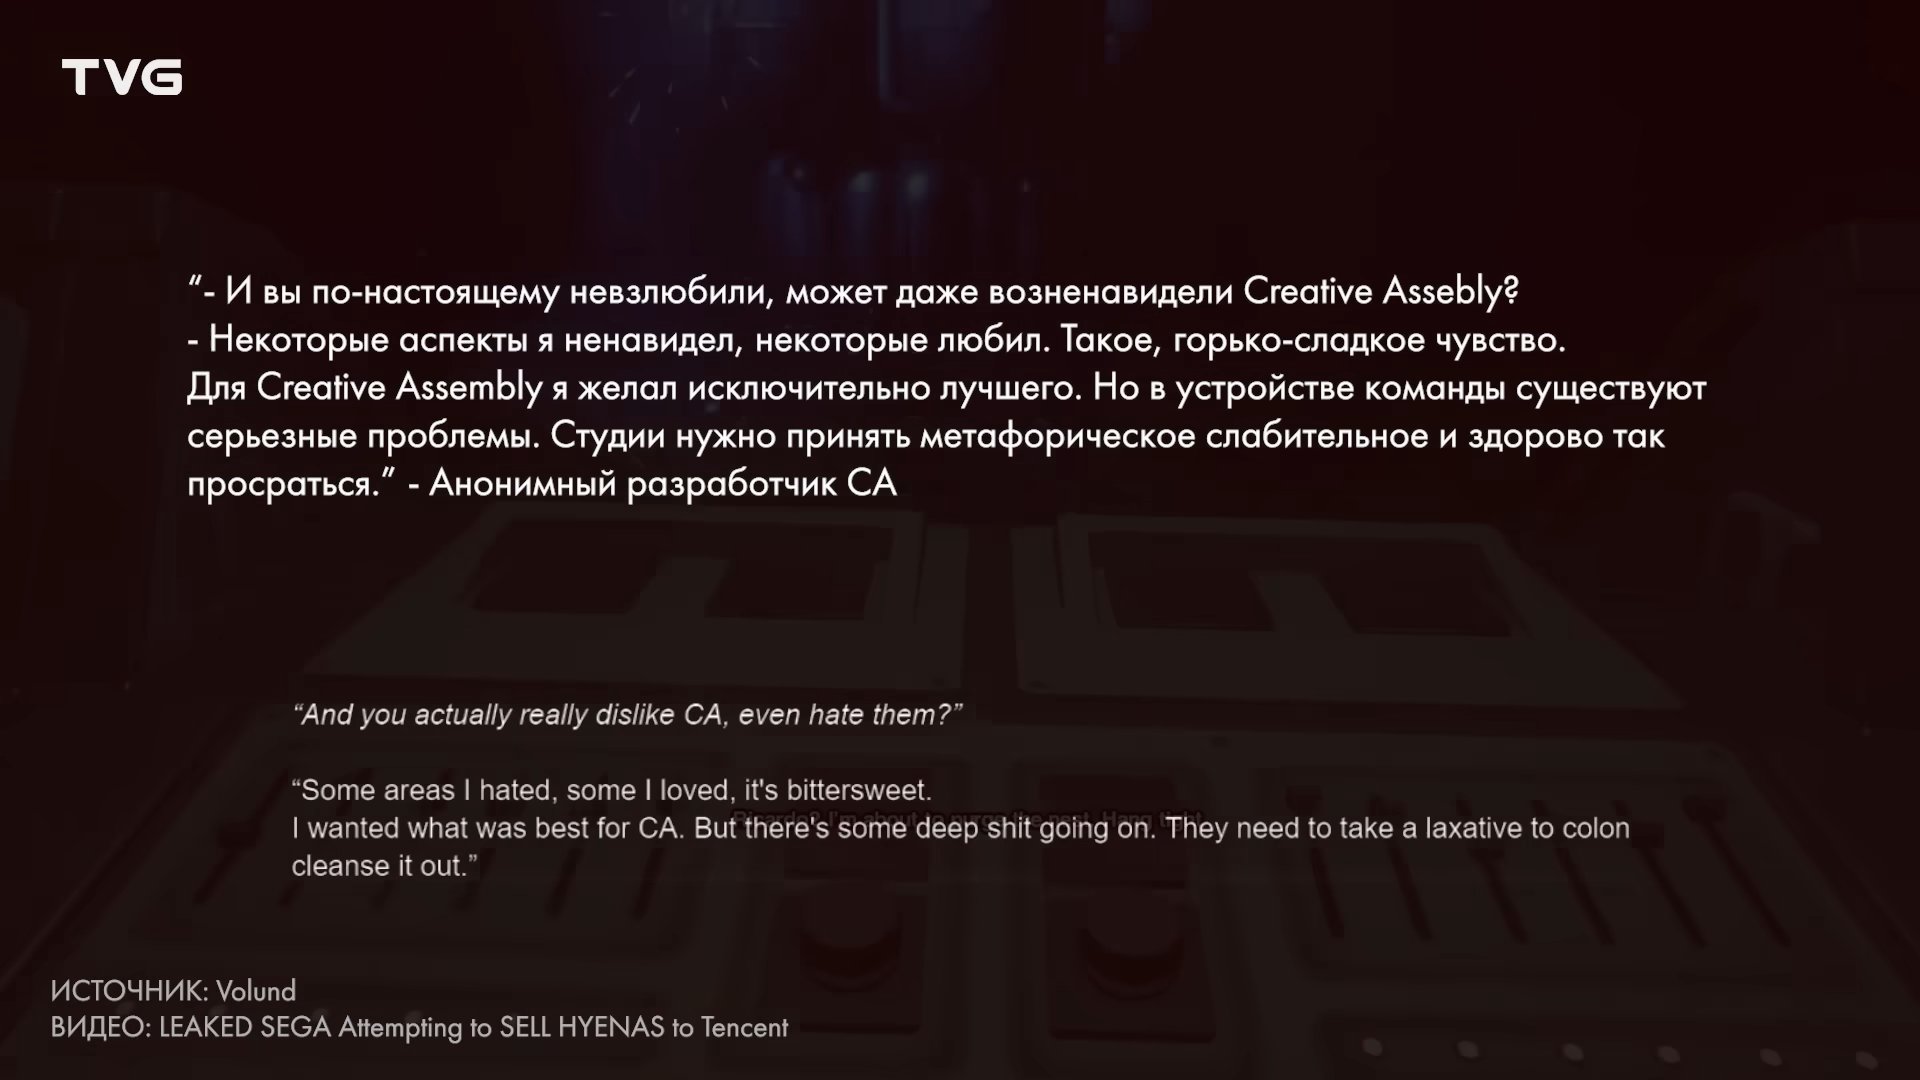 TVG
“- И вы по-настоящему невзлюбили, может даже возненавидели Creative Assebly?
- Некоторые аспекты я ненавидел, некоторые любил. Такое, горько-сладкое чувство.
Для Creative Assembly я желал исключительно лучшего. Но в устройстве команды существуют
серьезные проблемы. Студии нужно принять метафорическое слабительное и здорово так
просраться.” - Анонимный разработчик CA
“And you actually really dislike CA, even hate them?”
“Some areas I hated, some I loved, it's bittersweet.
I wanted what was best for CA. But there's some deep shit going on. They need to take a laxative to colon
cleanse it out.”
ИСТОЧНИК: Volund
ВИДЕО: LEAKED SEGA Attempting to SELL HYENAS to Tencent